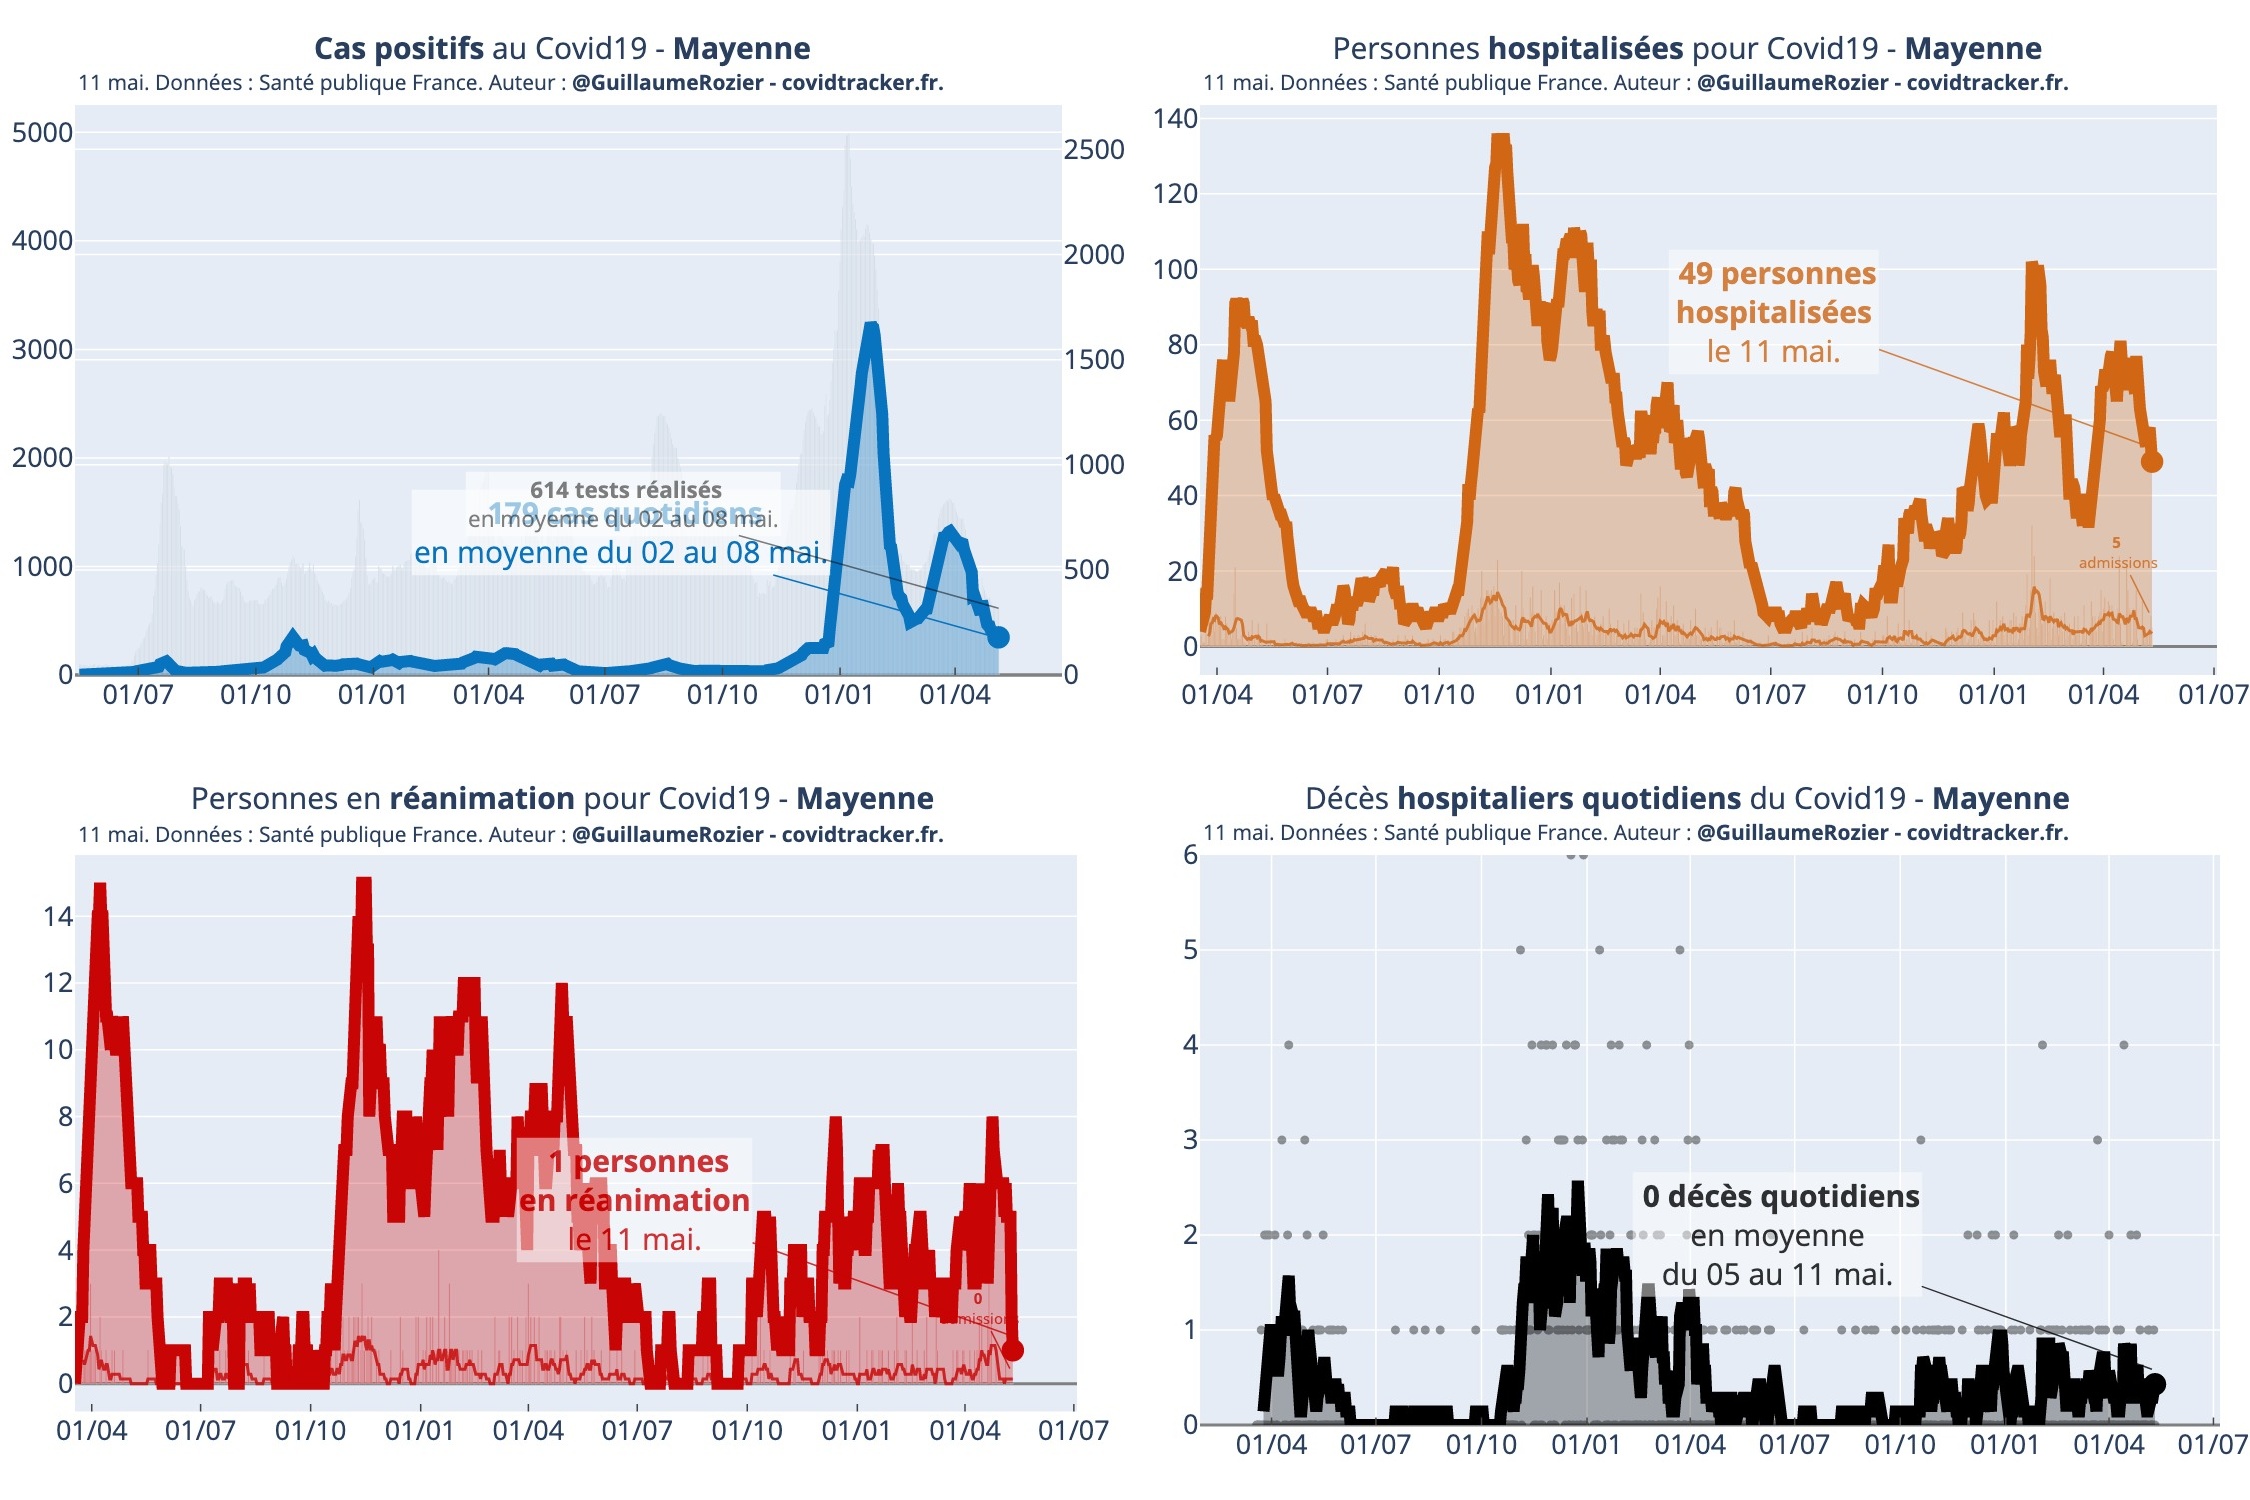 Cas positifs au Covid19 - Mayenne
11 mai. Données : Santé publique France. Auteur : @GuillaumeRozier - covidtracker.fr.
5000
4000
3000
2000
1000
0
2500
2000
1500
1000
500
0
614 tests réalisés
en moyenne du 02 au 08 mai.
179 cas quotidiens
en moyenne du 02 au 08 mai.
01/07 01/10 01/01 01/04 01/07 01/10 01/01 01/04
Personnes hospitalisées pour Covid19 - Mayenne
11 mai. Données : Santé publique France. Auteur : @GuillaumeRozier - covidtracker.fr.
140
120
100
80
60
40
20
0
49 personnes
hospitalisées
le 11 mai.
5
admissions
01/04 01/07 01/10 01/01 01/04 01/07 01/10 01/01 01/04 01/07
Personnes en réanimation pour Covid19 - Mayenne
11 mai. Données : Santé publique France. Auteur : @GuillaumeRozier - covidtracker.fr.
14
12
10
8
6
4
2
0
1 personnes
en réanimation
le 11 mai.
0
admissions
01/04 01/07 01/10 01/01 01/04 01/07 01/10 01/01 01/04 01/07
Décès hospitaliers quotidiens du Covid19 - Mayenne
11 mai. Données : Santé publique France. Auteur : @GuillaumeRozier - covidtracker.fr.
6
5
4
3
2
1
0
0 décès quotidiens
en moyenne
du 05 au 11 mai.
01/04 01/07 01/10 01/01 01/04 01/07 01/10 01/01 01/04 01/07